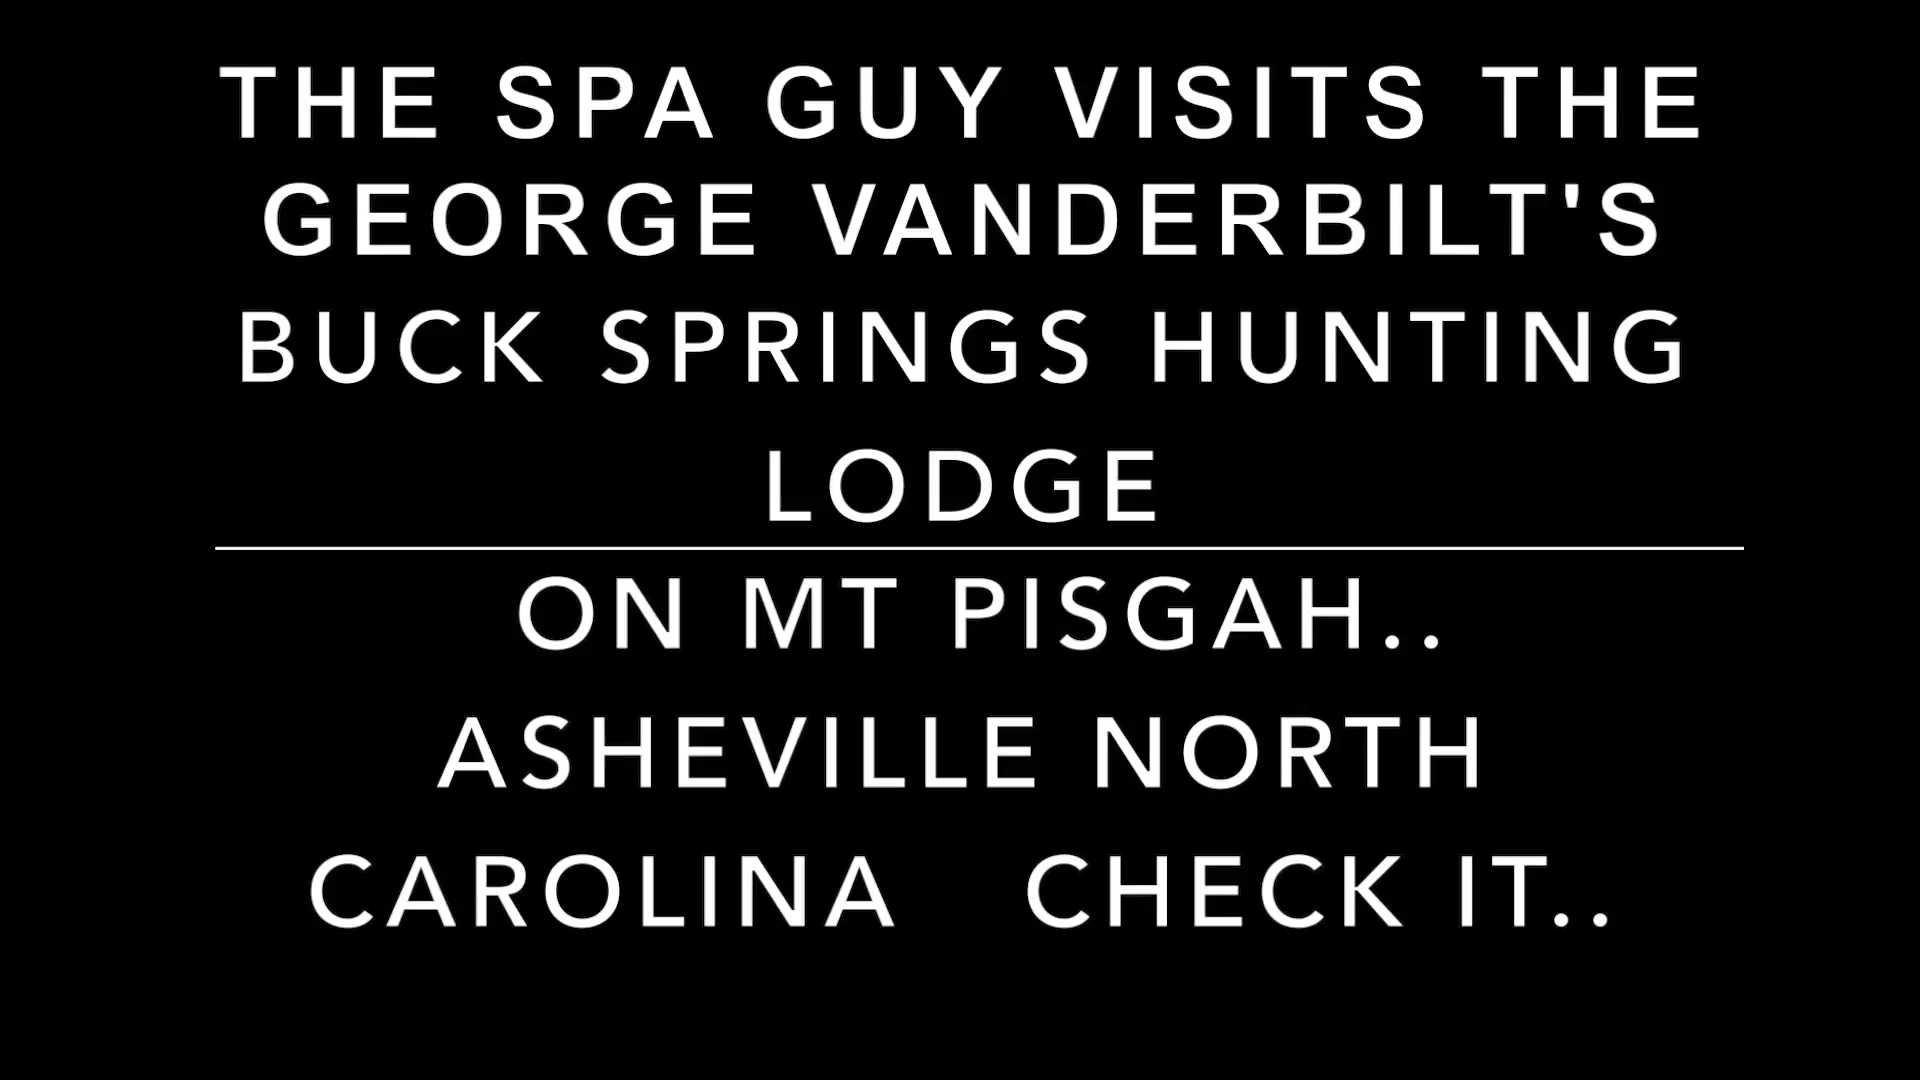 THE SPA GUY VISITS THE
GEORGE VANDERBILT'S
BUCK SPRINGS HUNTING
LODGE
ON MT PISGAH..
ASHEVILLE NORTH
CAROLINA CHECK IT..